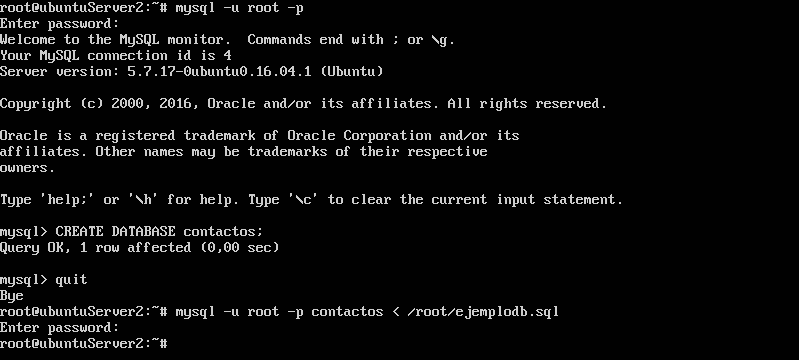 root@ubuntuServer2:~# mysql -u root -p
Enter password:
Welcome to the MySQL monitor.  Commands end with ; or \g.
Your MySQL connection id is 4
Server version: 5.7.17-0ubuntu0.16.04.1 (Ubuntu)
Copyright (c) 2000, 2016, Oracle and/or its affiliates. All rights reserved.
Oracle is a registered trademark of Oracle Corporation and/or its
affiliates. Other names may be trademarks of their respective
owners.
Type 'help;' or '\h' for help. Type '\c' to clear the current input statement.
mysql> CREATE DATABASE contactos;
Query OK, 1 row affected (0,00 sec)
mysql> quit
Bye
root@ubuntuServer2:~# mysql -u root -p contactos < /root/ejemplodb.sql
Enter password:
root@ubuntuServer2:~#